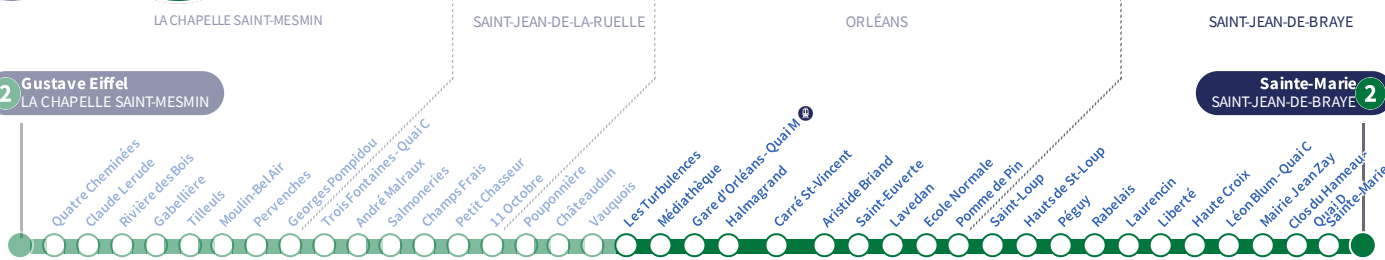 LA CHAPELLE SAINT-MESMIN
SAINT-JEAN-DE-LA-RUELLE
ORLÉANS
SAINT-JEAN-DE-BRAYE
2
Gustave Eiffel
LA CHAPELLE SAINT-MESMIN
Sainte-Marie
SAINT-JEAN-DE-BRAYE
2
Quatre Cheminées
Claude Lerude
Rivière des Bois
Gabellière
Tilleuls
Moulin-Bel Air
Pervenches
Georges Pompidou
Trois Fontaines - Quai C
André Malraux
Salmoneries
Champs Frais
Petit Chasseur
11 Octobre
Pouponnière
Châteaudun
Vauquois
Les Turbulences
Médiathèque
Gare d'Orléans - Quai M
Halmagrand
Carré St-Vincent
Aristide Briand
Saint-Euverte
Lavedan
Ecole Normale
Pomme de Pin
Saint-Loup
Hauts de St-Loup
Péguy
Rabelais
Laurencin
Liberté
Haute Croix
Léon Blum - Quai C
Mairie Jean Zay
Clos du Hameau -
Quai D
Sainte-Marie